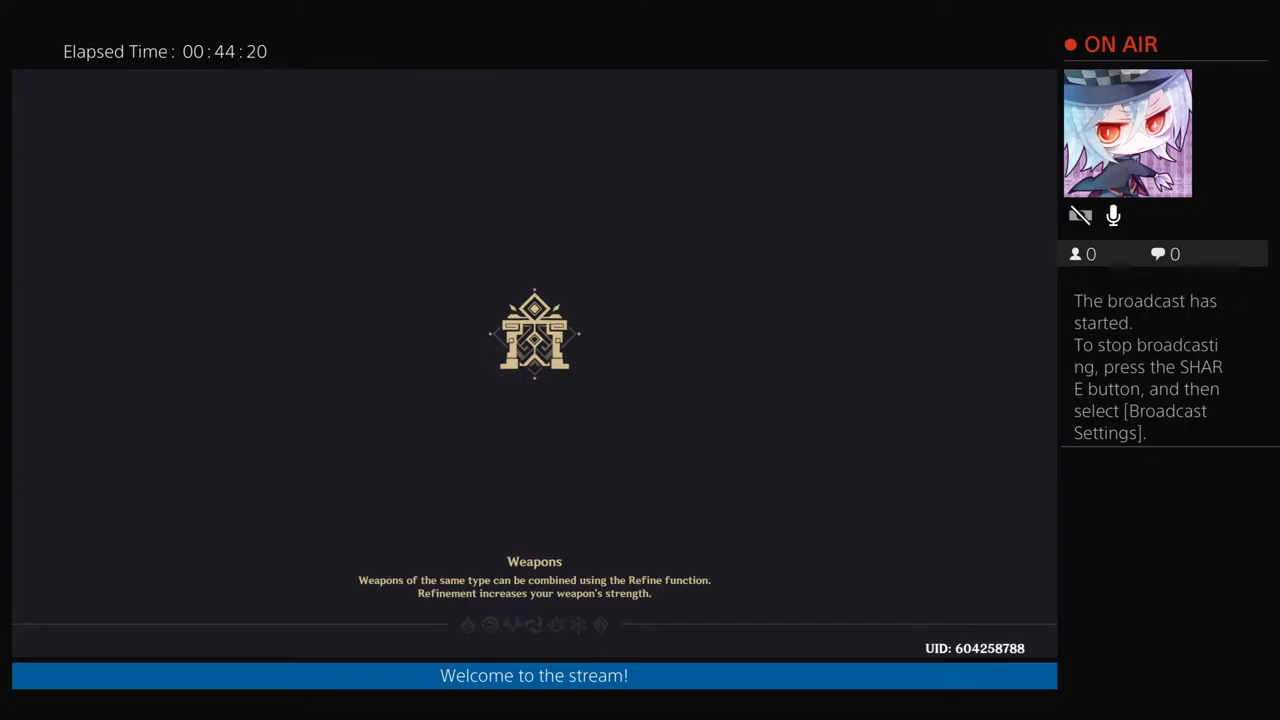 Elapsed Time: 00:44:20
ON AIR
0
0
The broadcast has
started.
To stop broadcasti
ng, press the SHAR
E button, and then
select [Broadcast
Settings].
Weapons
Weapons of the same type can be combined using the Refine function.
Refinement increases your weapon's strength.
UID: 604258788
Welcome to the stream!